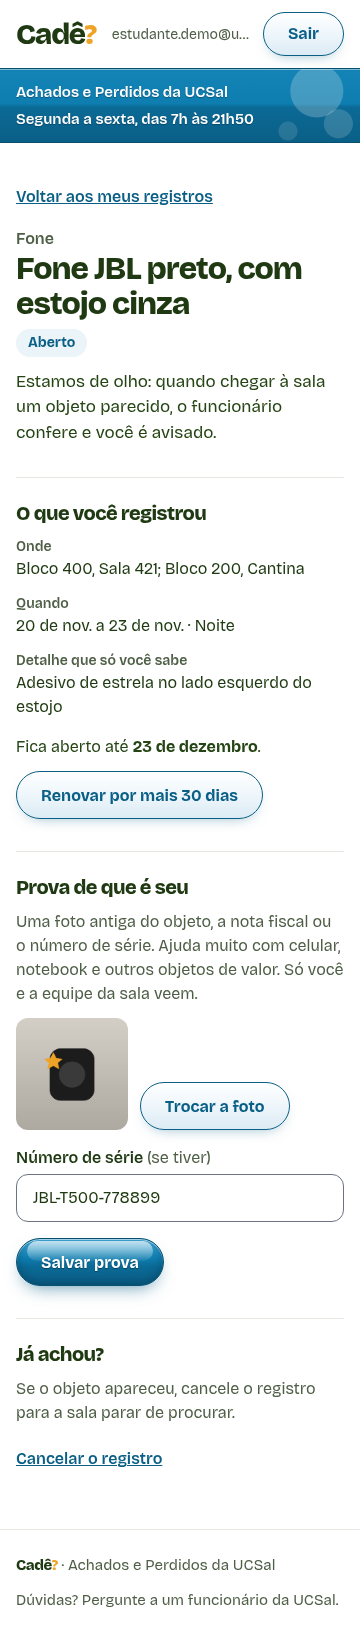 Cadê? estudante.demo@u... Sair
Achados e Perdidos da UCSal
Segunda a sexta, das 7h às 21h50
Voltar aos meus registros
Fone
Fone JBL preto, com
estojo cinza
Aberto
Estamos de olho: quando chegar à sala
um objeto parecido, o funcionário
confere e você é avisado.
O que você registrou
Onde
Bloco 400, Sala 421; Bloco 200, Cantina
Quando
20 de nov. a 23 de nov. · Noite
Detalhe que só você sabe
Adesivo de estrela no lado esquerdo do
estojo
Fica aberto até 23 de dezembro.
Renovar por mais 30 dias
Prova de que é seu
Uma foto antiga do objeto, a nota fiscal ou
o número de série. Ajuda muito com celular,
notebook e outros objetos de valor. Só você
e a equipe da sala veem.
Trocar a foto
Número de série (se tiver)
JBL-T500-778899
Salvar prova
Já achou?
Se o objeto apareceu, cancele o registro
para a sala parar de procurar.
Cancelar o registro
Cadê? · Achados e Perdidos da UCSal
Dúvidas? Pergunte a um funcionário da UCSal.